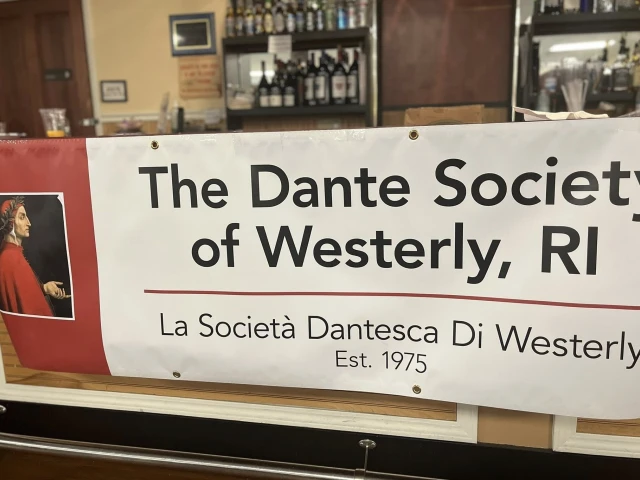 The Dante Society
of Westerly, RI
La Società Dantesca Di Westerly
Est. 1975